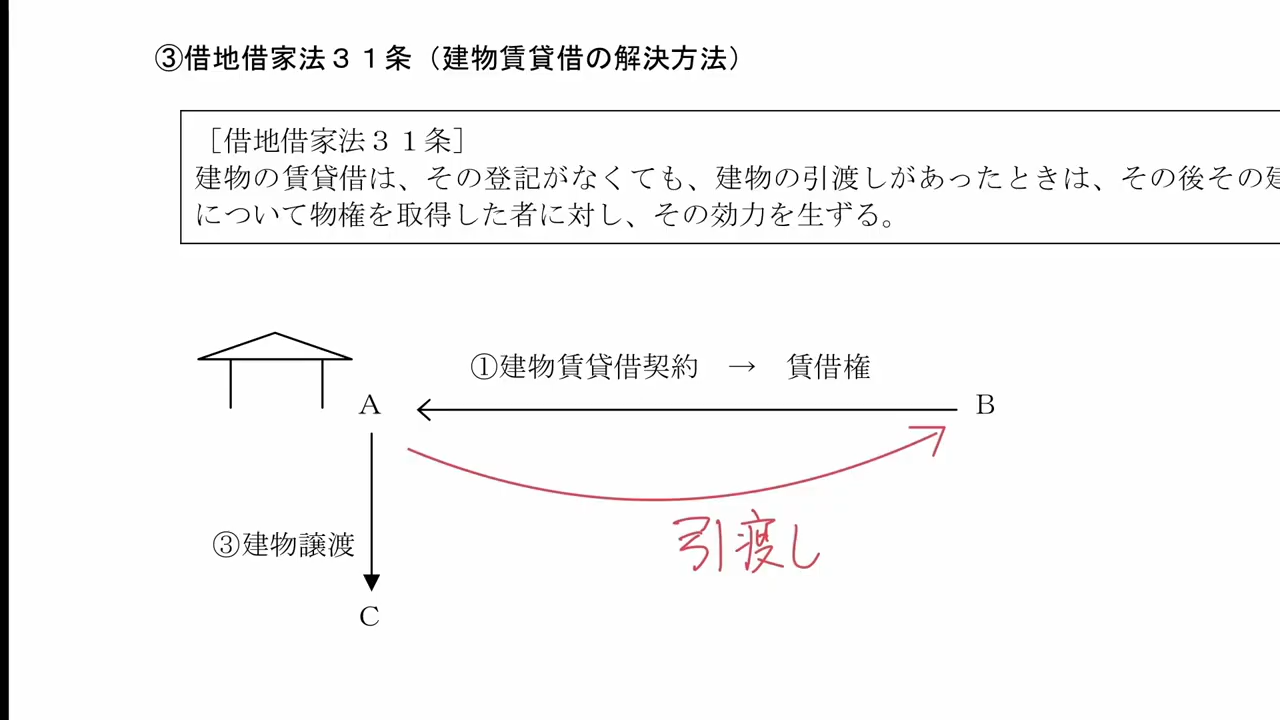 ③借地借家法31条（建物賃貸借の解決方法）
［借地借家法31条］
建物の賃貸借は、その登記がなくても、建物の引渡しがあったときは、その後その建
について物権を取得した者に対し、その効力を生ずる。
①建物賃貸借契約　→　賃借権
A
B
引渡し
③建物譲渡
C